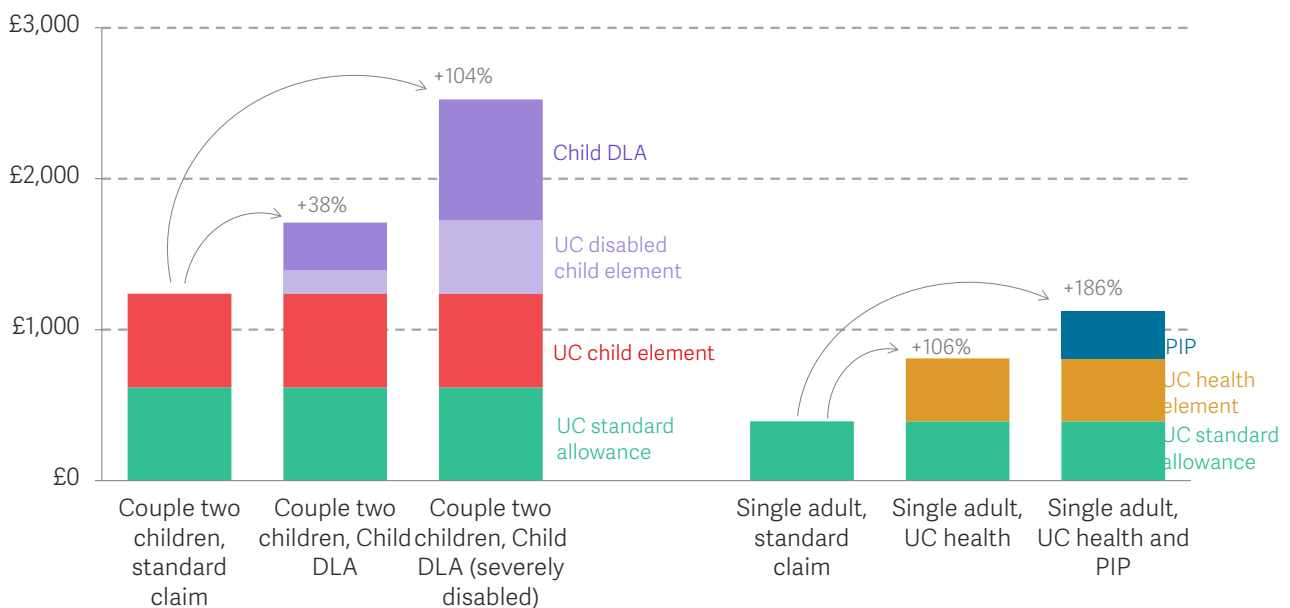 £3,000
£2,000
£1,000
£0
+104%
+38%
Child DLA
UC disabled
child element
UC child element
UC standard
allowance
+186%
+106%
PIP
UC health
element
UC standard
allowance
Couple two
children,
standard
claim
Couple two
children, Child
DLA
Couple two
children, Child
DLA (severely
disabled)
Single adult,
standard
claim
Single adult,
UC health
Single adult,
UC health and
PIP